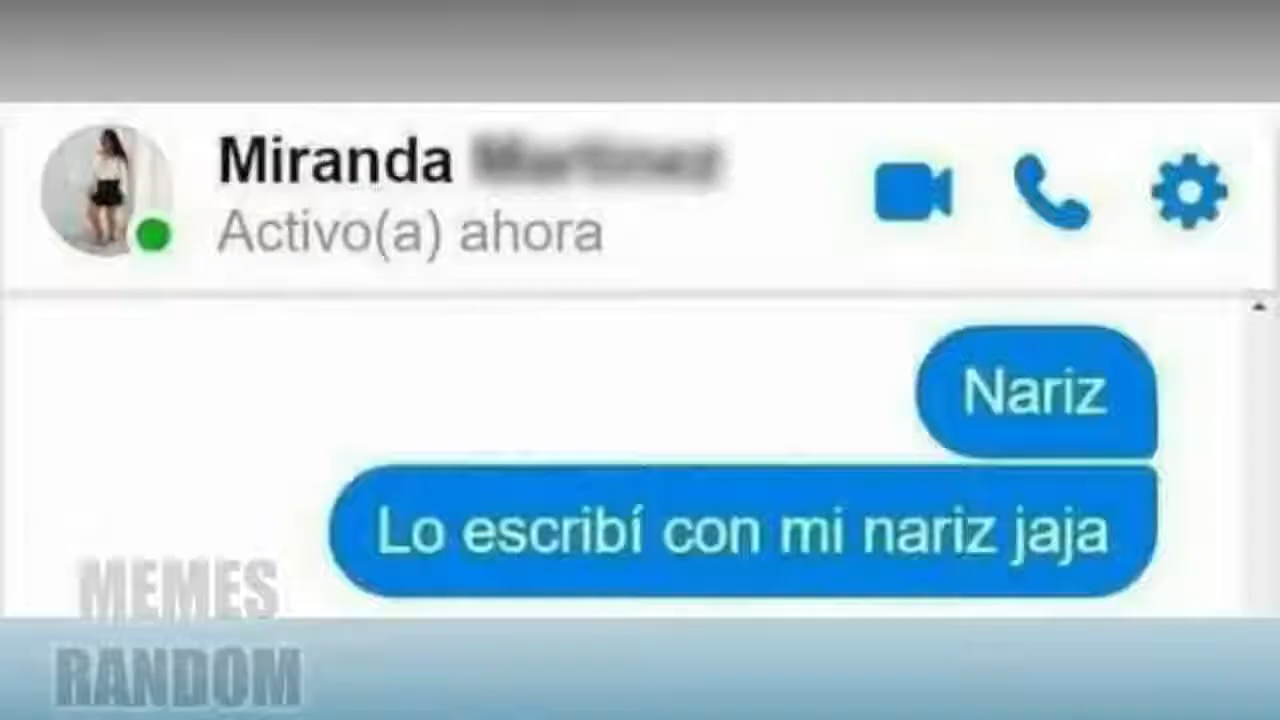 Miranda
Activo(a) ahora
Nariz
Lo escribí con mi nariz jaja
MEMES
RANDOM